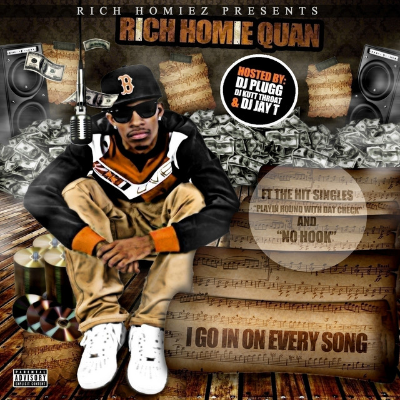 RICH HOMIEZ PRESENTS
RICH HOMIE QUAN
HOSTED BY:
DJ PLUGG
DJ KUTT THROAT
& DJ JAY T
B
FT THE HIT SINGLES
"PLAYIN ROUND WITH DAT CHECK"
AND
"NO HOOK"
I GO IN ON EVERY SONG
PARENTAL
ADVISORY
EXPLICIT CONTENT